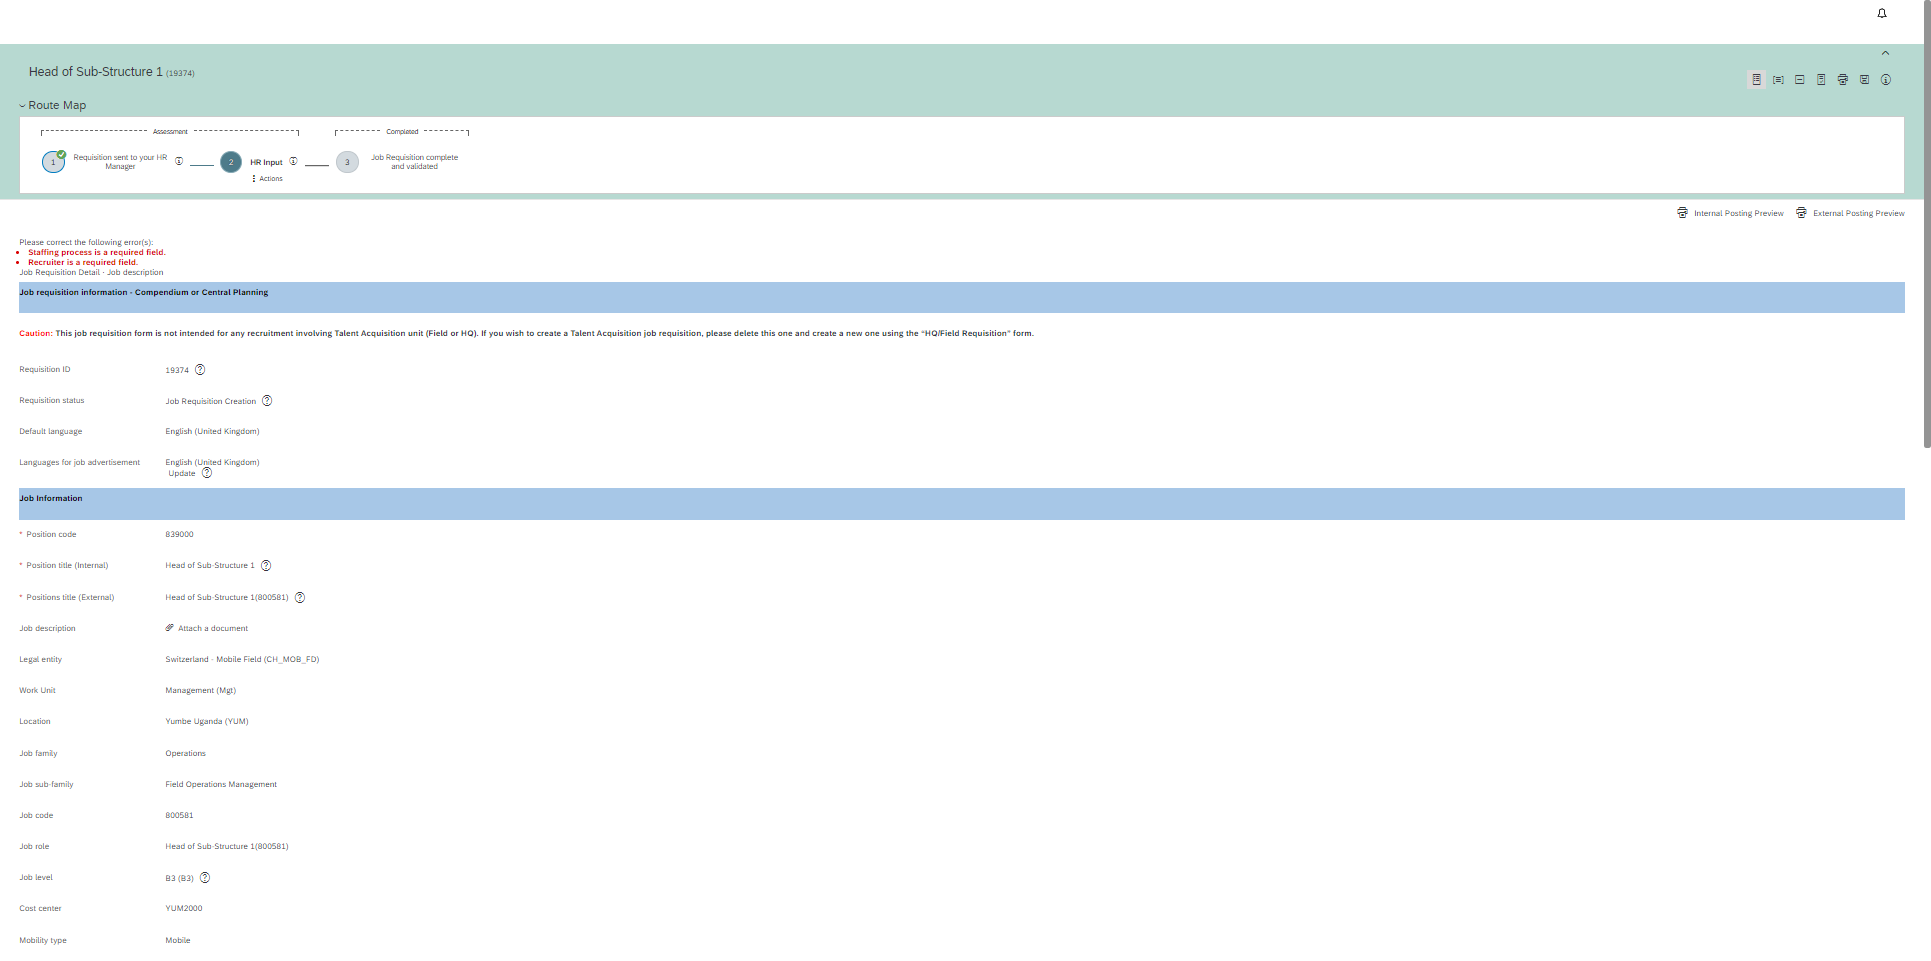 Head of Sub-Structure 1 (19374)
Route Map
Assessment
Completed
1
Requisition sent to your HR
Manager
2
HR Input
Actions
3
Job Requisition complete
and validated
Internal Posting Preview
External Posting Preview
Please correct the following error(s):
Staffing process is a required field.
Recruiter is a required field.
Job Requisition Detail - Job description
Job requisition information - Compendium or Central Planning
Caution: This job requisition form is not intended for any recruitment involving Talent Acquisition unit (Field or HQ). If you wish to create a Talent Acquisition job requisition, please delete this one and create a new one using the "HQ/Field Requisition" form.
Requisition ID 19374
Requisition status Job Requisition Creation
Default language English (United Kingdom)
Languages for job advertisement English (United Kingdom)
Update
Job Information
* Position code 839000
* Position title (Internal) Head of Sub-Structure 1
* Positions title (External) Head of Sub-Structure 1(800581)
Job description Attach a document
Legal entity Switzerland - Mobile Field (CH_MOB_FD)
Work Unit Management (Mgt)
Location Yumbe Uganda (YUM)
Job family Operations
Job sub-family Field Operations Management
Job code 800581
Job role Head of Sub-Structure 1(800581)
Job level B3 (B3)
Cost center YUM2000
Mobility type Mobile